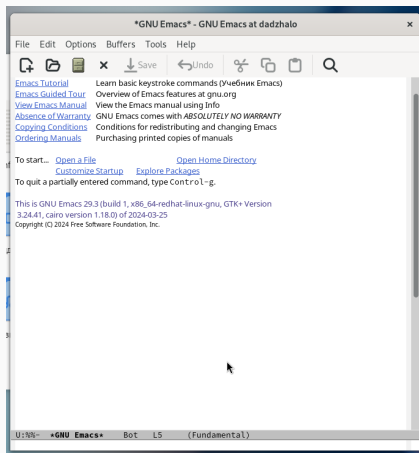 *GNU Emacs* - GNU Emacs at dadzhalo
File Edit Options Buffers Tools Help
Save Undo
Emacs Tutorial Learn basic keystroke commands (Учебник Emacs)
Emacs Guided Tour Overview of Emacs features at gnu.org
View Emacs Manual View the Emacs manual using Info
Absence of Warranty GNU Emacs comes with ABSOLUTELY NO WARRANTY
Copying Conditions Conditions for redistributing and changing Emacs
Ordering Manuals Purchasing printed copies of manuals
To start... Open a File Open Home Directory
Customize Startup Explore Packages
To quit a partially entered command, type Control-g.
This is GNU Emacs 29.3 (build 1, x86_64-redhat-linux-gnu, GTK+ Version
3.24.41, cairo version 1.18.0) of 2024-03-25
Copyright (C) 2024 Free Software Foundation, Inc.
U:%%- *GNU Emacs* Bot L5 (Fundamental)